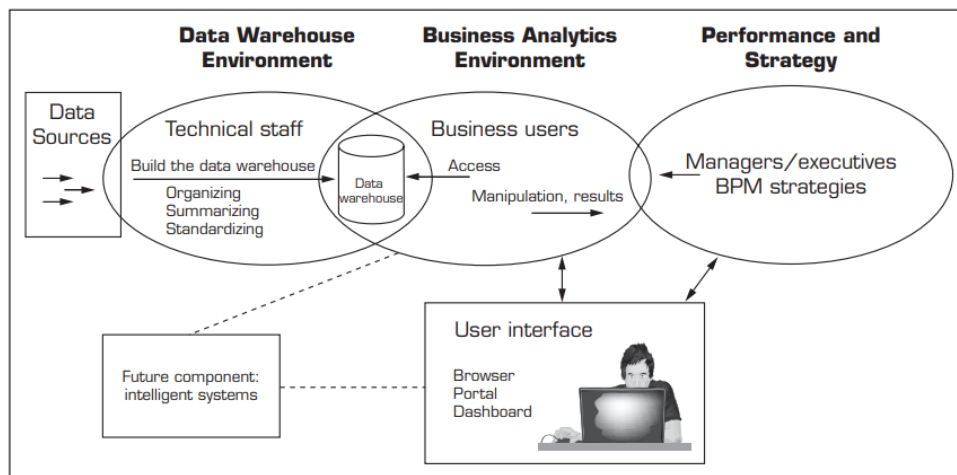 Data Warehouse
Environment
Business Analytics
Environment
Performance and
Strategy
Data
Sources
Technical staff
Build the data warehouse
Organizing
Summarizing
Standardizing
Data
warehouse
Business users
Access
Manipulation, results
Managers/executives
BPM strategies
Future component:
intelligent systems
User interface
Browser
Portal
Dashboard